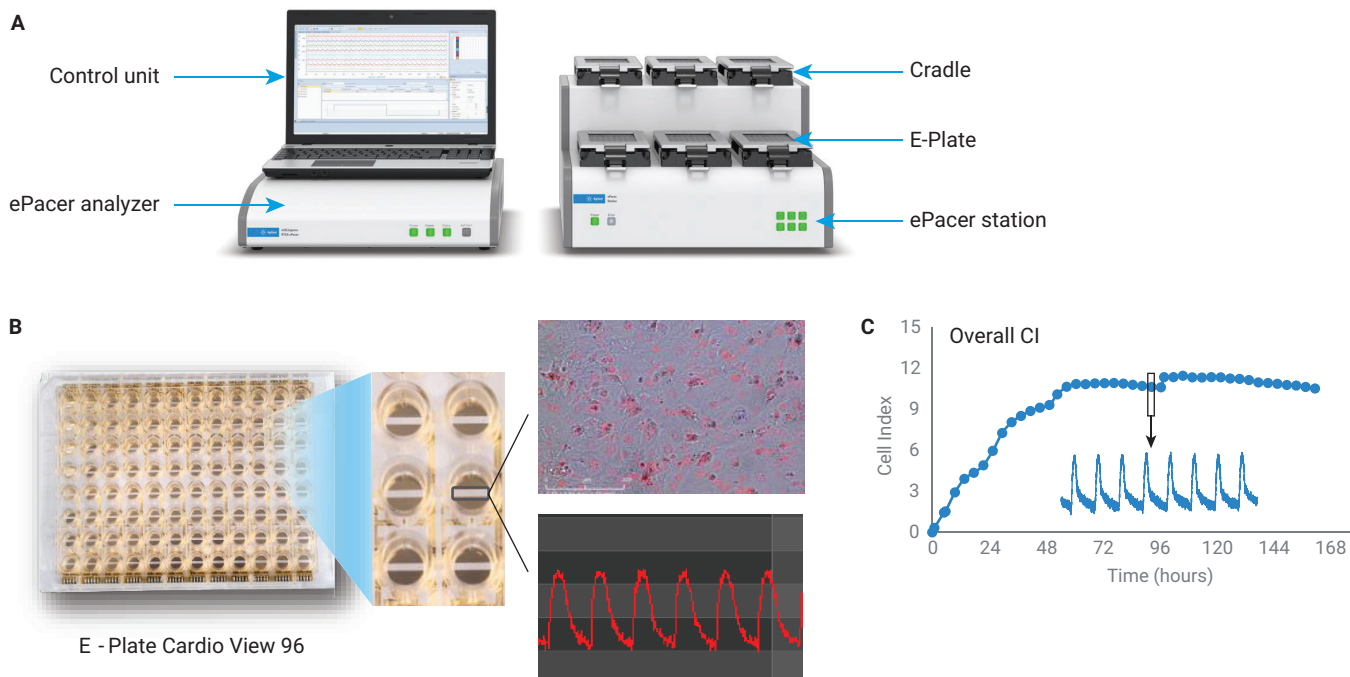 A
Control unit
ePacer analyzer
Cradle
E-Plate
ePacer station
Agilent
B
E - Plate Cardio View 96
C
Overall CI
Cell Index
15
12
9
6
3
0
0 24 48 72 96 120 144 168
Time (hours)